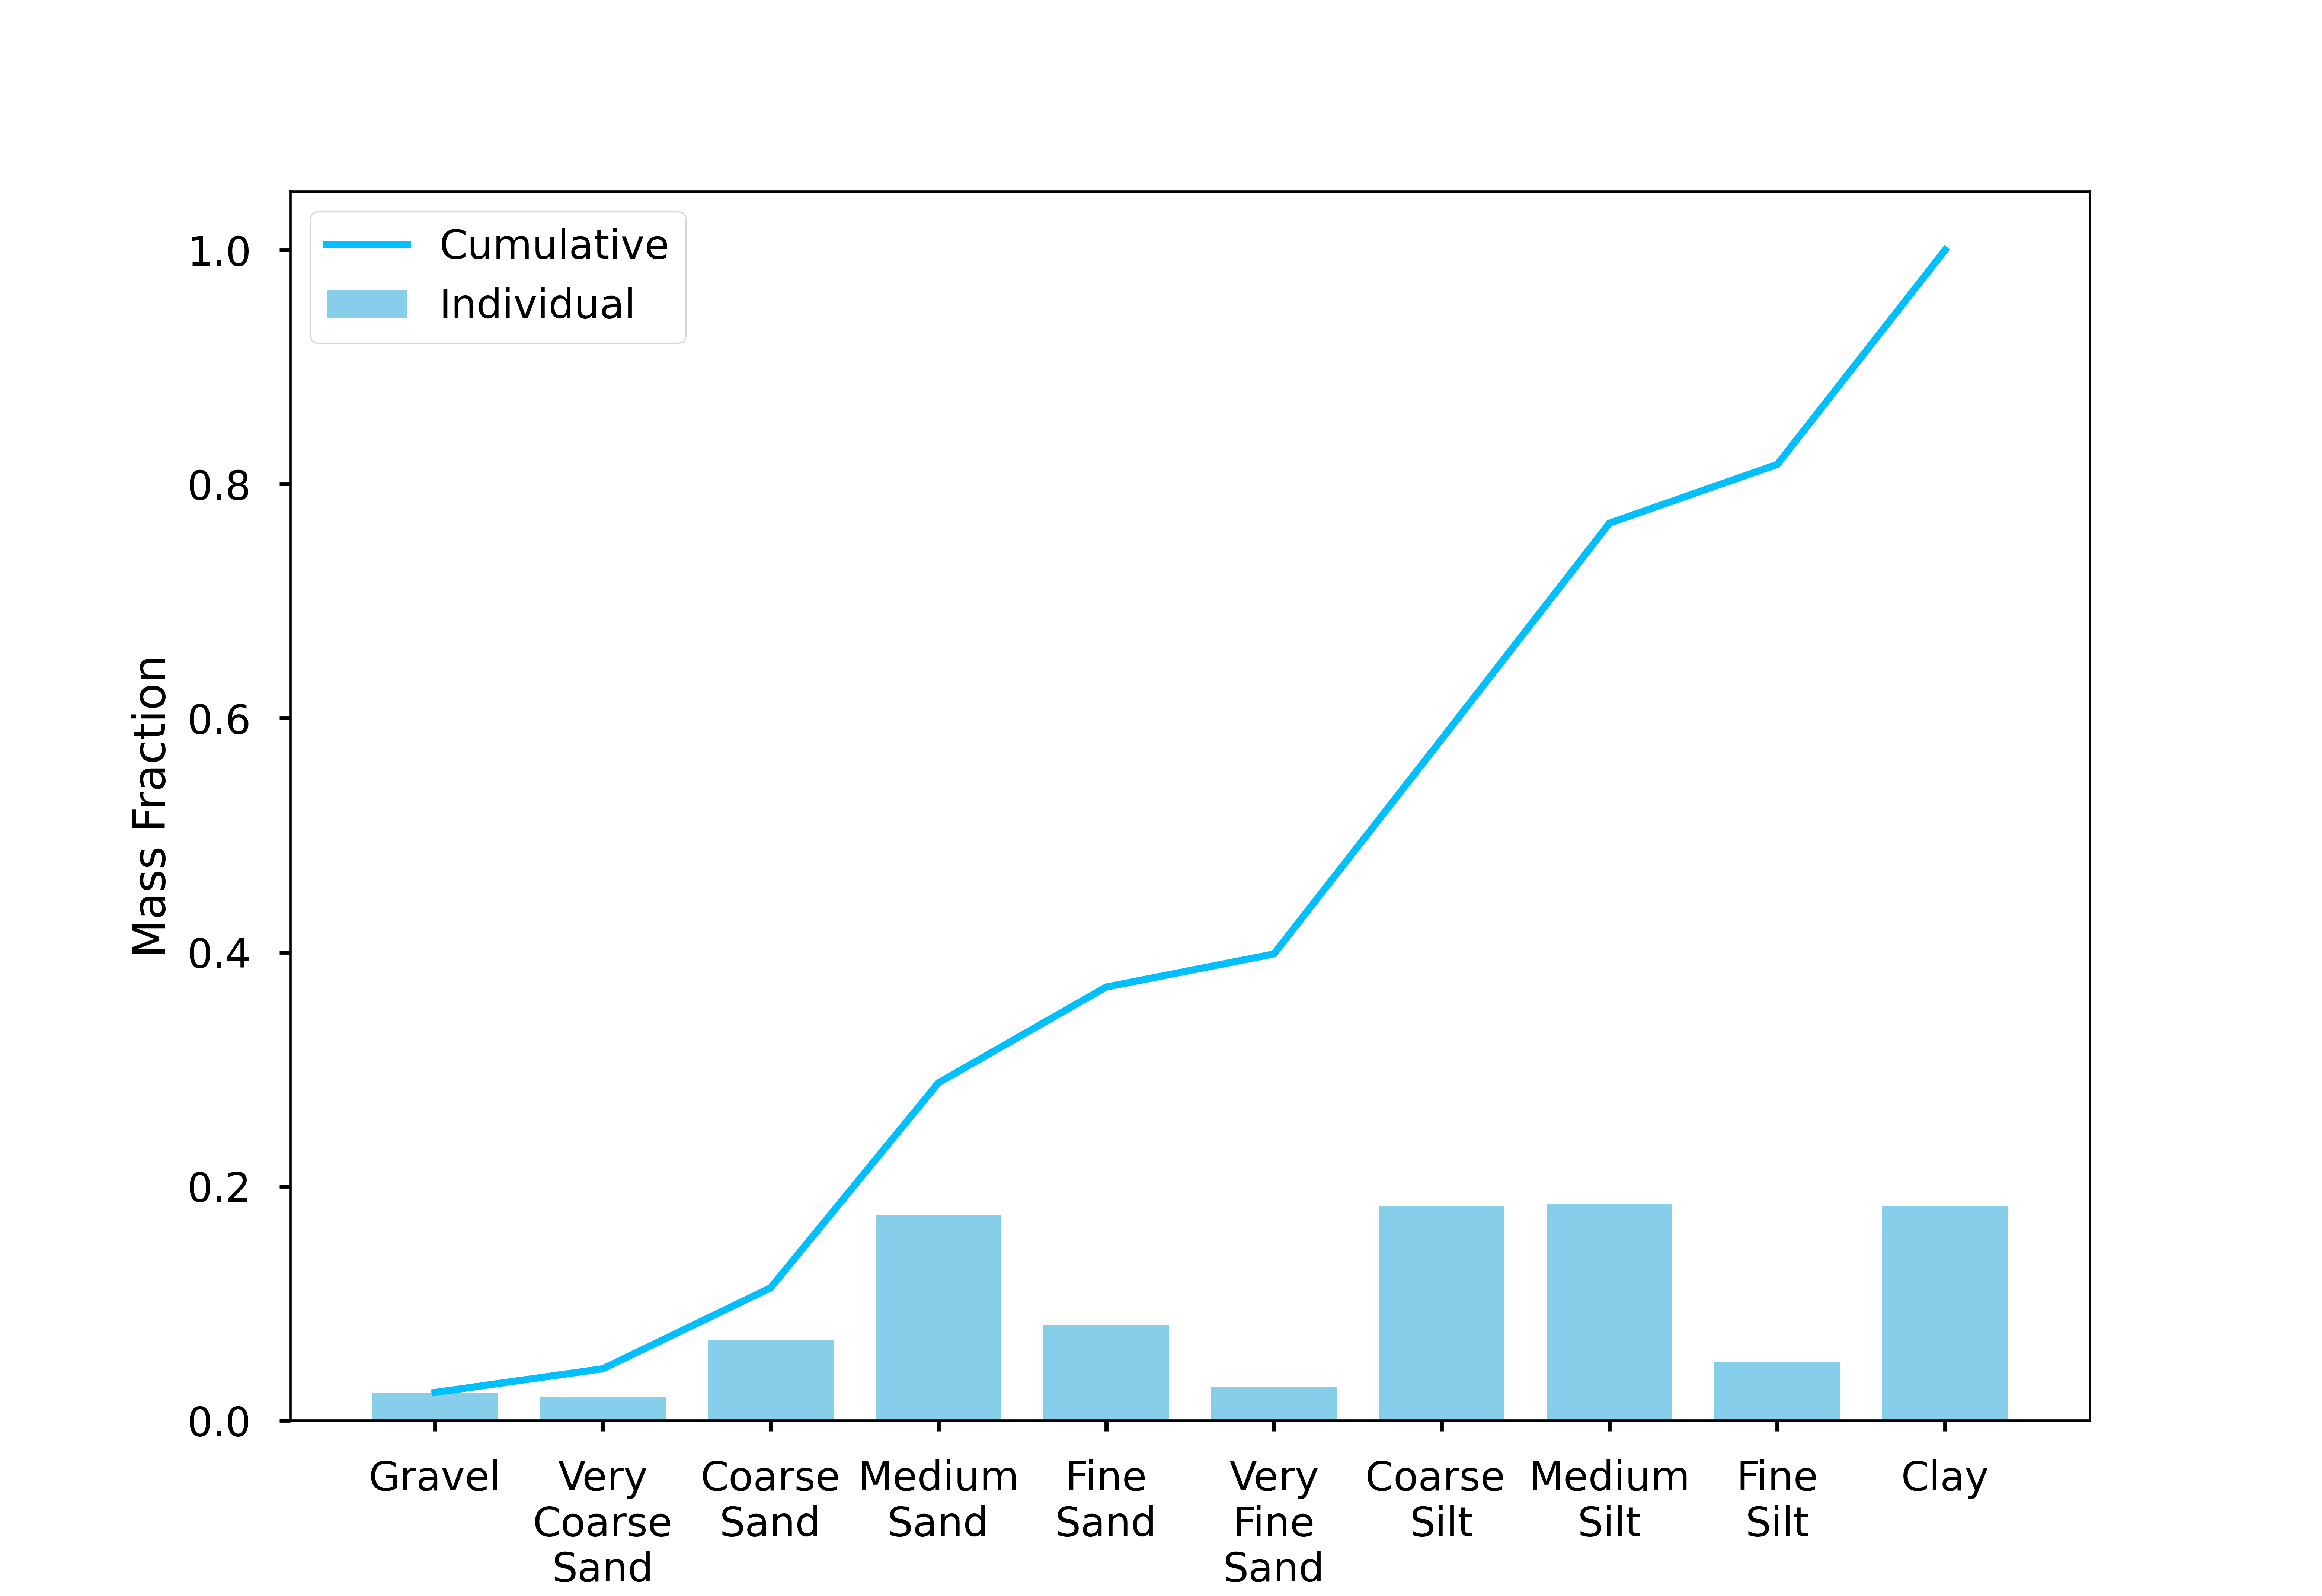 Cumulative
Individual
1.0
0.8
0.6
0.4
0.2
0.0
Mass Fraction
Gravel
Very
Coarse
Sand
Coarse
Sand
Medium
Sand
Fine
Sand
Very
Fine
Sand
Coarse
Silt
Medium
Silt
Fine
Silt
Clay